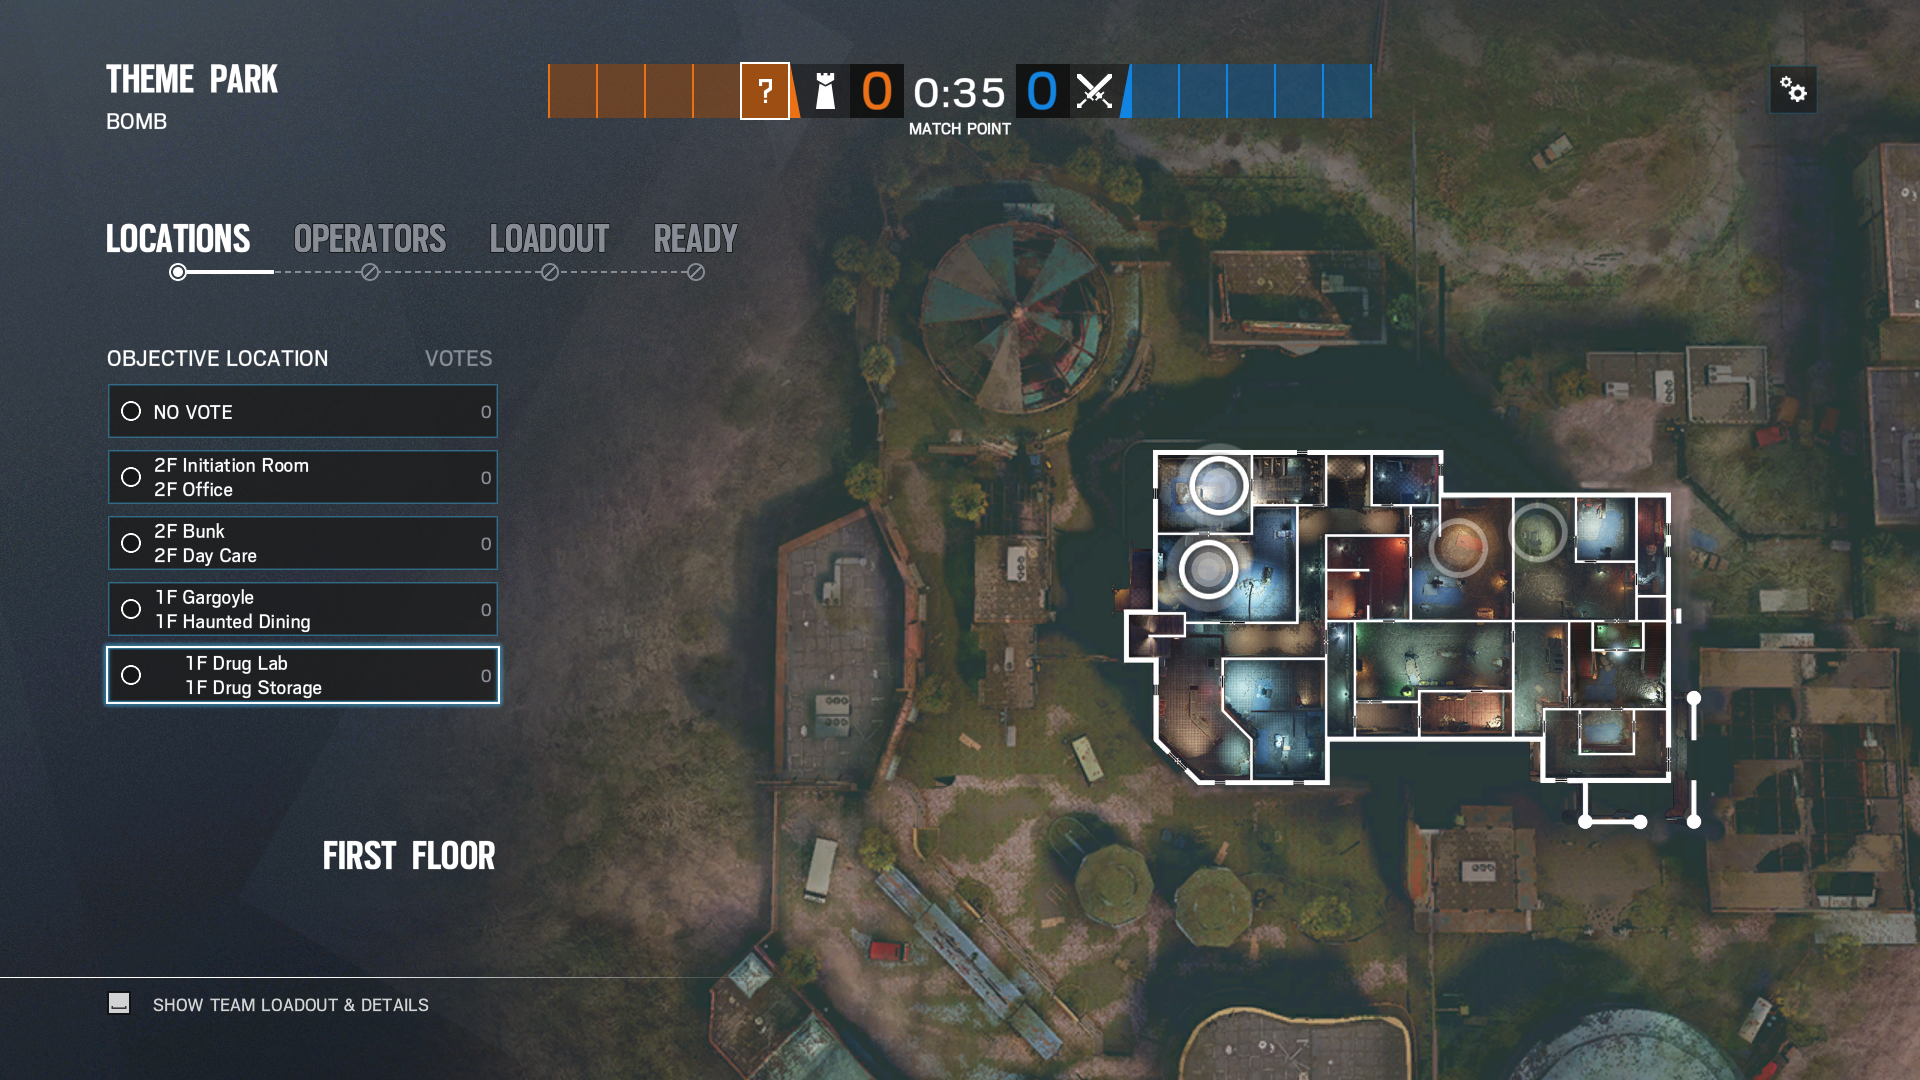 THEME PARK
BOMB
?
0
0:35
0
MATCH POINT
LOCATIONS
OPERATORS
LOADOUT
READY
OBJECTIVE LOCATION
VOTES
NO VOTE
0
2F Initiation Room
2F Office
0
2F Bunk
2F Day Care
0
1F Gargoyle
1F Haunted Dining
0
1F Drug Lab
1F Drug Storage
0
FIRST FLOOR
SHOW TEAM LOADOUT & DETAILS